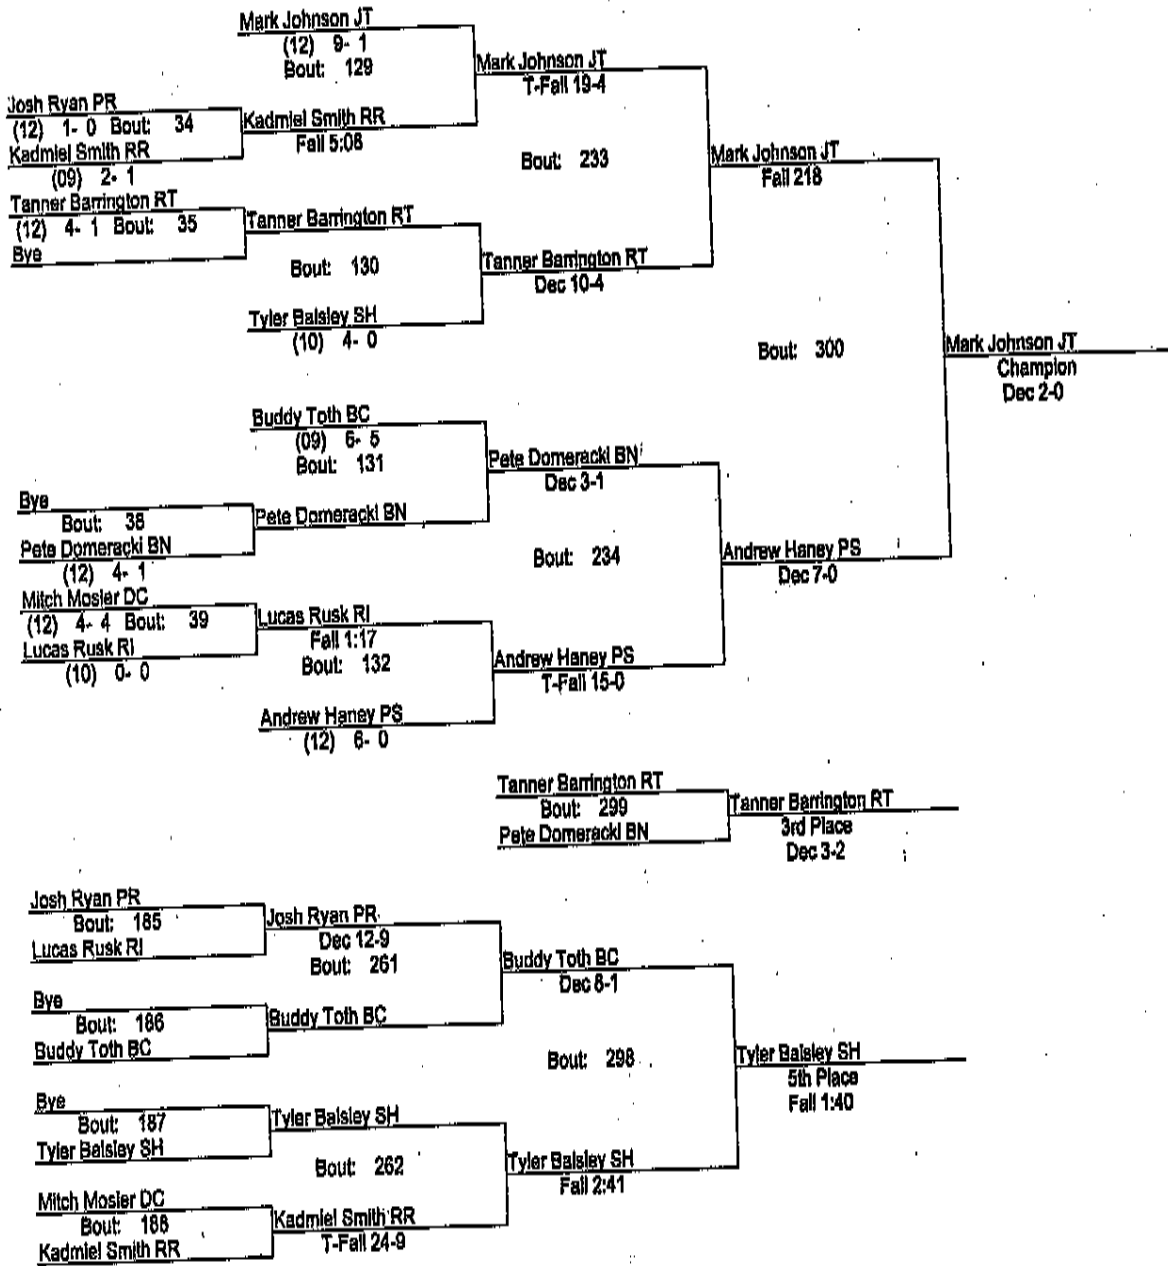 Mark Johnson JT
(12) 9- 1
Bout: 129
Mark Johnson JT
T-Fall 19-4
Josh Ryan PR
(12) 1- 0 Bout: 34
Kadmiel Smith RR
Fall 5:08
Kadmiel Smith RR
(09) 2- 1
Bout: 233
Mark Johnson JT
Fall 218
Tanner Barrington RT
(12) 4- 1 Bout: 35
Tanner Barrington RT
Bye
Bout: 130
Tanner Barrington RT
Dec 10-4
Tyler Balsley SH
(10) 4- 0
Bout: 300
Mark Johnson JT
Champion
Dec 2-0
Buddy Toth BC
(09) 6- 5
Bout: 131
Pete Domeracki BN
Dec 3-1
Bye
Bout: 38
Pete Domeracki BN
Pete Domeracki BN
(12) 4- 1
Bout: 234
Andrew Haney PS
Dec 7-0
Mitch Mosler DC
(12) 4- 4 Bout: 39
Lucas Rusk RI
Fall 1:17
Lucas Rusk RI
(10) 0- 0
Bout: 132
Andrew Haney PS
T-Fall 15-0
Andrew Haney PS
(12) 6- 0
Tanner Barrington RT
Bout: 299
Pete Domeracki BN
Tanner Barrington RT
3rd Place
Dec 3-2
Josh Ryan PR
Bout: 185
Lucas Rusk RI
Josh Ryan PR
Dec 12-9
Bout: 261
Buddy Toth BC
Dec 8-1
Bye
Bout: 186
Buddy Toth BC
Buddy Toth BC
Bout: 298
Tyler Balsley SH
5th Place
Fall 1:40
Bye
Bout: 187
Tyler Balsley SH
Tyler Balsley SH
Bout: 262
Tyler Balsley SH
Fall 2:41
Mitch Mosler DC
Bout: 188
Kadmiel Smith RR
Kadmiel Smith RR
T-Fall 24-9